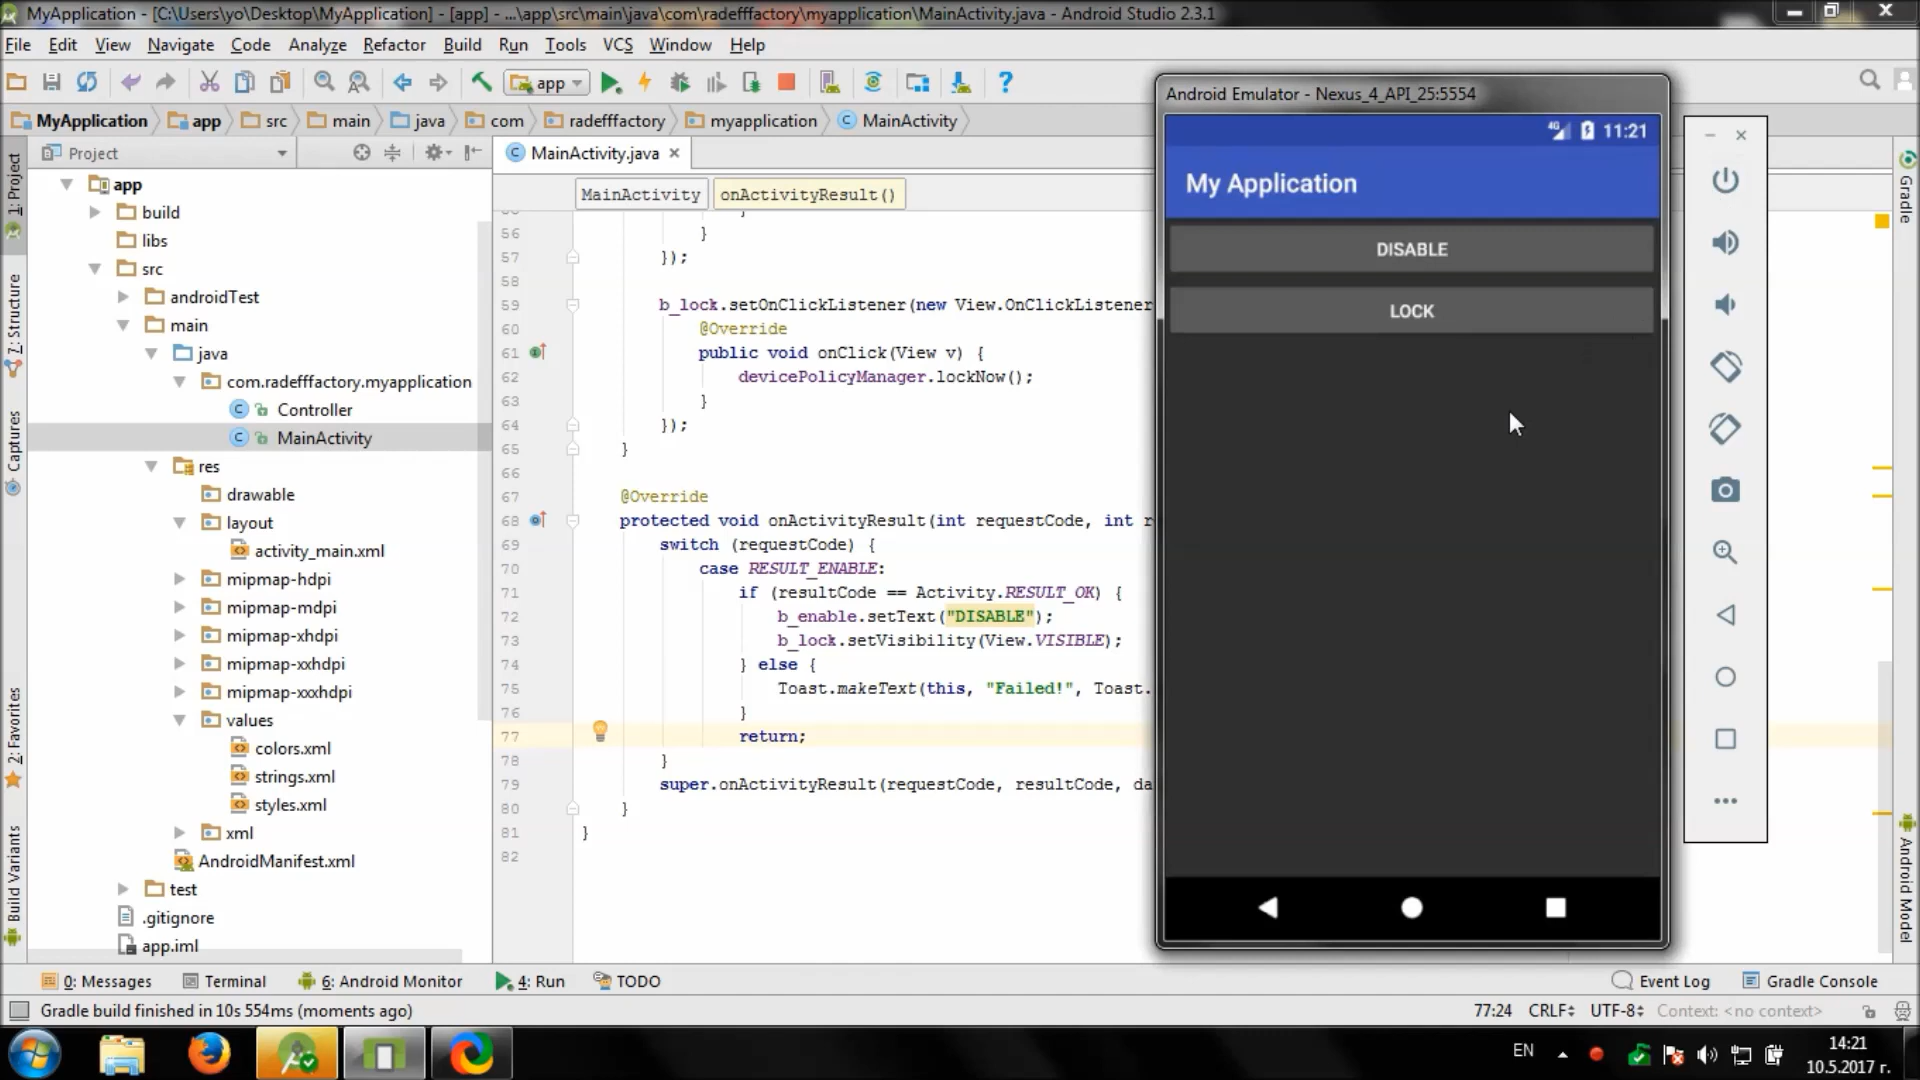 MyApplication - [C:\Users\yo\Desktop\MyApplication] - [app] - ...\app\src\main\java\com\radefffactory\myapplication\MainActivity.java - Android Studio 2.3.1
File Edit View Navigate Code Analyze Refactor Build Run Tools VCS Window Help
app
MyApplication app src main java com radefffactory myapplication MainActivity
Project
MainActivity.java
MainActivity onActivityResult()
1: Project
7: Structure
Captures
2: Favorites
Build Variants
app
build
libs
src
androidTest
main
java
com.radefffactory.myapplication
Controller
MainActivity
res
drawable
layout
activity_main.xml
mipmap-hdpi
mipmap-mdpi
mipmap-xhdpi
mipmap-xxhdpi
mipmap-xxxhdpi
values
colors.xml
strings.xml
styles.xml
xml
AndroidManifest.xml
test
.gitignore
app.iml
}
56 }
57 });
58
59 b_lock.setOnClickListener(new View.OnClickListener
60 @Override
61 public void onClick(View v) {
62 devicePolicyManager.lockNow();
63 }
64 });
65 }
66
67 @Override
68 protected void onActivityResult(int requestCode, int r
69 switch (requestCode) {
70 case RESULT_ENABLE:
71 if (resultCode == Activity.RESULT_OK) {
72 b_enable.setText("DISABLE");
73 b_lock.setVisibility(View.VISIBLE);
74 } else {
75 Toast.makeText(this, "Failed!", Toast.
76 }
77 return;
78 }
79 super.onActivityResult(requestCode, resultCode, da
80 }
81 }
82
Android Emulator - Nexus_4_API_25:5554
4G 11:21
My Application
DISABLE
LOCK
Gradle
Android Model
0: Messages Terminal 6: Android Monitor 4: Run TODO Event Log Gradle Console
Gradle build finished in 10s 554ms (moments ago) 77:24 CRLF UTF-8 Context: <no context>
EN 14:21
10.5.2017 г.